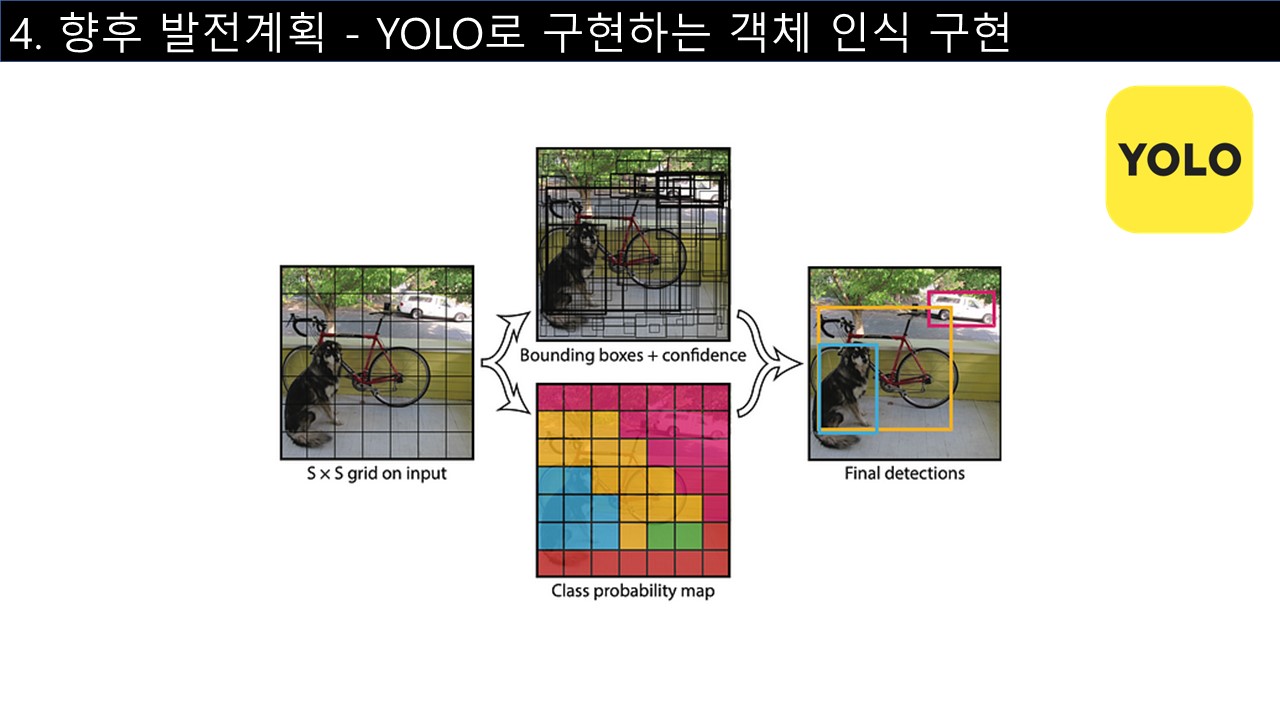 4. 향후 발전계획 - YOLO로 구현하는 객체 인식 구현
YOLO
Bounding boxes + confidence
S × S grid on input
Final detections
Class probability map